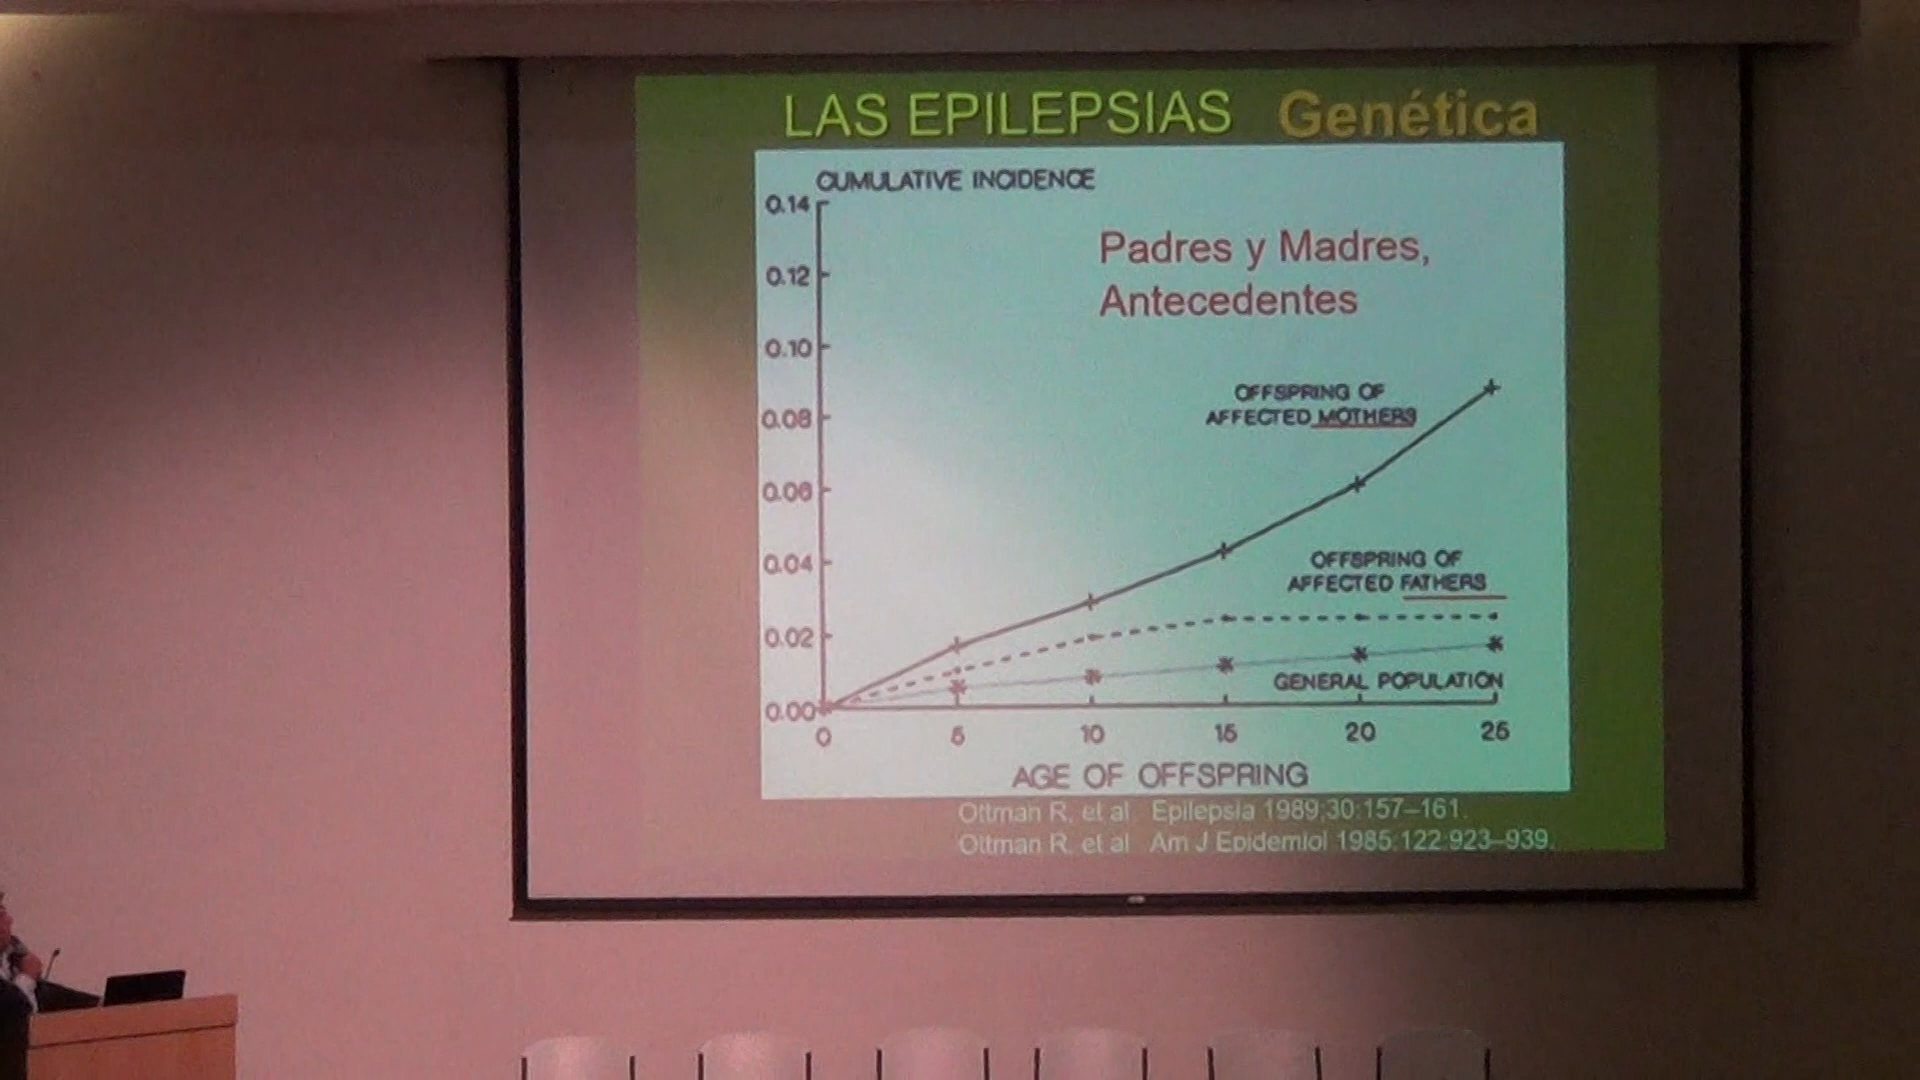 LAS EPILEPSIAS Genética
CUMULATIVE INCIDENCE
0.14
0.12
0.10
0.08
0.06
0.04
0.02
0.00
Padres y Madres,
Antecedentes
OFFSPRING OF
AFFECTED MOTHERS
OFFSPRING OF
AFFECTED FATHERS
GENERAL POPULATION
0 5 10 15 20 25
AGE OF OFFSPRING
Ottman R, et al Epilepsia 1989;30:157–161.
Ottman R. et al Am J Epidemiol 1985;122:923–939.